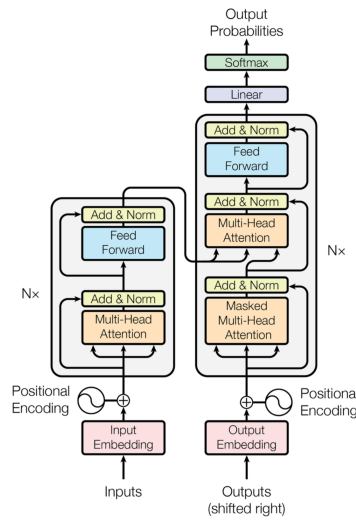 Output
Probabilities
Softmax
Linear
Add & Norm
Feed
Forward
Add & Norm
Multi-Head
Attention
Add & Norm
Masked
Multi-Head
Attention
N×
Positional
Encoding
Output
Embedding
Outputs
(shifted right)
Add & Norm
Feed
Forward
N×
Add & Norm
Multi-Head
Attention
Positional
Encoding
Input
Embedding
Inputs